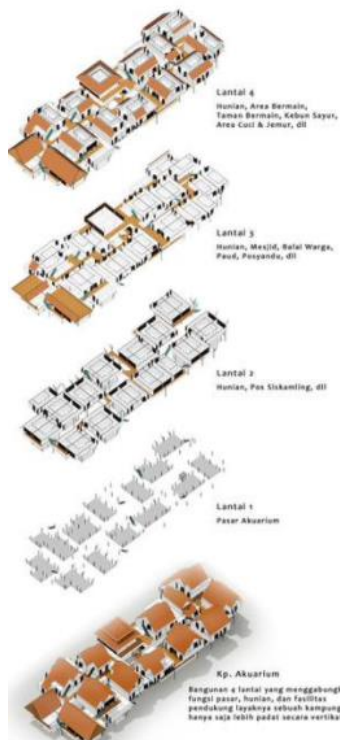 Lantai 4
Hunian, Area Bermain,
Taman Bermain, Kebun Sayur,
Area Cuci & Jemur, dll
Lantai 3
Hunian, Mesjid, Balai Warga,
Paud, Posyandu, dll
Lantai 2
Hunian, Pos Siskamling, dll
Lantai 1
Pasar Akuarium
Kp. Akuarium
Bangunan 4 lantai yang menggabungk
fungsi pasar, hunian, dan fasilitas
pendukung layaknya sebuah kampung
hanya saja lebih padat secara vertika